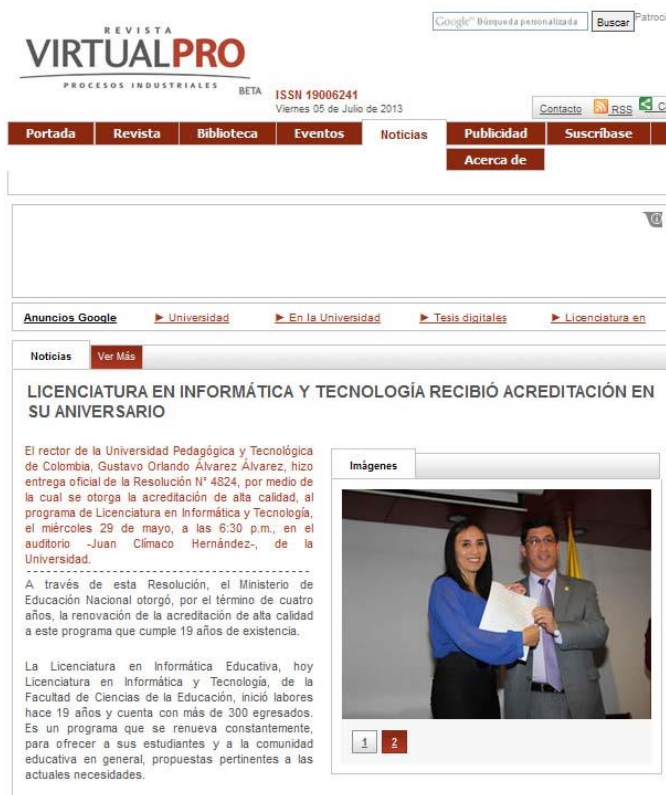 Google™ Búsqueda personalizada
Buscar
REVISTA
VIRTUALPRO
PROCESOS INDUSTRIALES
BETA
ISSN 19006241
Viernes 05 de Julio de 2013
Contacto RSS
Portada Revista Biblioteca Eventos Noticias Publicidad Suscríbase
Acerca de
Anuncios Google ► Universidad ► En la Universidad ► Tesis digitales ► Licenciatura en
Noticias Ver Más
LICENCIATURA EN INFORMÁTICA Y TECNOLOGÍA RECIBIÓ ACREDITACIÓN EN
SU ANIVERSARIO
El rector de la Universidad Pedagógica y Tecnológica
de Colombia, Gustavo Orlando Álvarez Álvarez, hizo
entrega oficial de la Resolución N° 4824, por medio de
la cual se otorga la acreditación de alta calidad, al
programa de Licenciatura en Informática y Tecnología,
el miércoles 29 de mayo, a las 6:30 p.m., en el
auditorio -Juan Clímaco Hernández-, de la
Universidad.
A través de esta Resolución, el Ministerio de
Educación Nacional otorgó, por el término de cuatro
años, la renovación de la acreditación de alta calidad
a este programa que cumple 19 años de existencia.
La Licenciatura en Informática Educativa, hoy
Licenciatura en Informática y Tecnología, de la
Facultad de Ciencias de la Educación, inició labores
hace 19 años y cuenta con más de 300 egresados.
Es un programa que se renueva constantemente,
para ofrecer a sus estudiantes y a la comunidad
educativa en general, propuestas pertinentes a las
actuales necesidades.
Imágenes
1 2